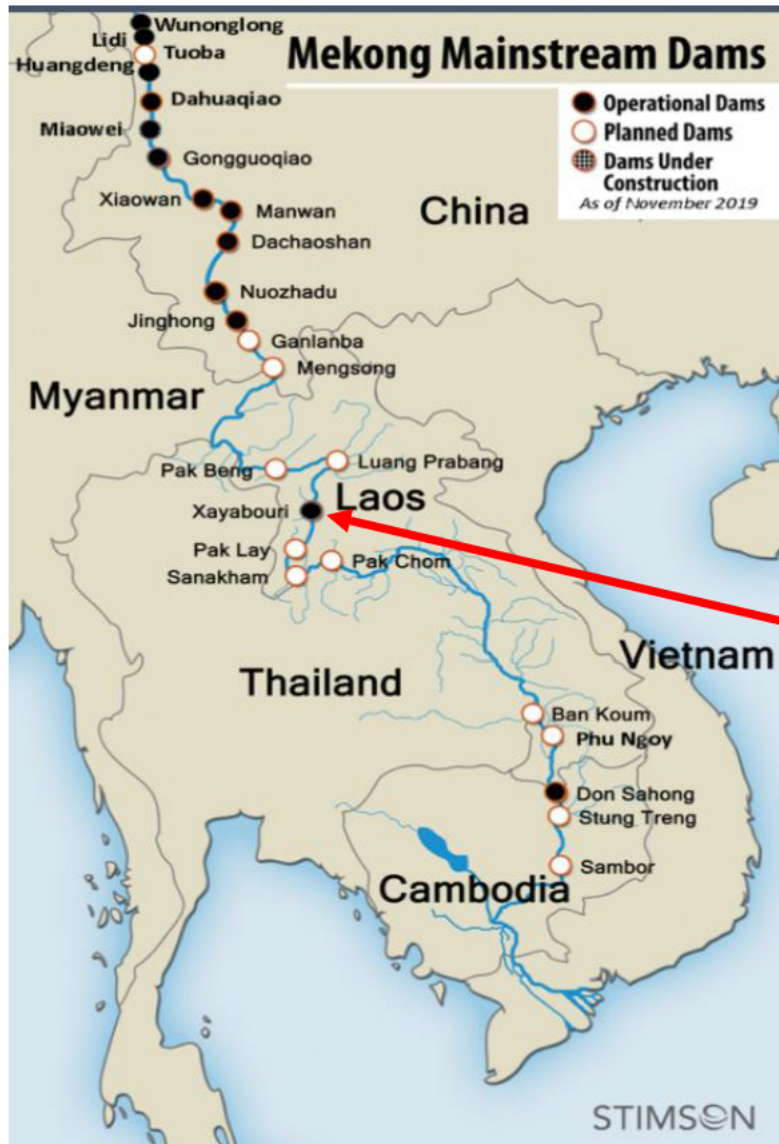 Mekong Mainstream Dams
Operational Dams
Planned Dams
Dams Under
Construction
As of November 2019
Wunonglong
Lidi
Tuoba
Huangdeng
Dahuaqiao
Miaowei
Gongguoqiao
Xiaowan
Manwan
China
Dachaoshan
Nuozhadu
Jinghong
Ganlanba
Mengsong
Myanmar
Luang Prabang
Pak Beng
Laos
Xayabouri
Pak Lay
Pak Chom
Sanakham
Vietnam
Thailand
Ban Koum
Phu Ngoy
Don Sahong
Stung Treng
Sambor
Cambodia
STIMSON